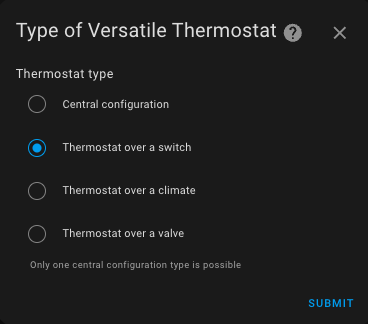 Type of Versatile Thermostat ?
Thermostat type
Central configuration
Thermostat over a switch
Thermostat over a climate
Thermostat over a valve
Only one central configuration type is possible
SUBMIT